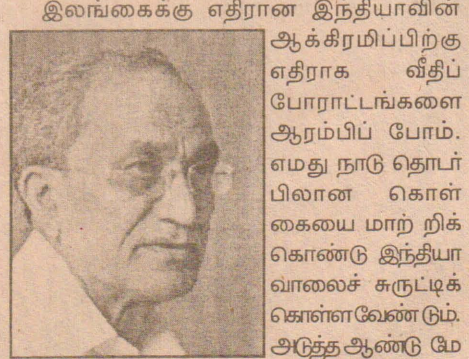 இலங்கைக்கு எதிரான இந்தியாவின்
ஆக்கிரமிப்பிற்கு
எதிராக வீதிப்
போராட்டங்களை
ஆரம்பிப் போம்.
எமது நாடு தொடர்
பிலான கொள்
கையை மாற் றிக்
கொண்டு இந்தியா
வாலைச் சுருட்டிக்
கொள்ளவேண்டும்.
அடுத்த ஆண்டு மே